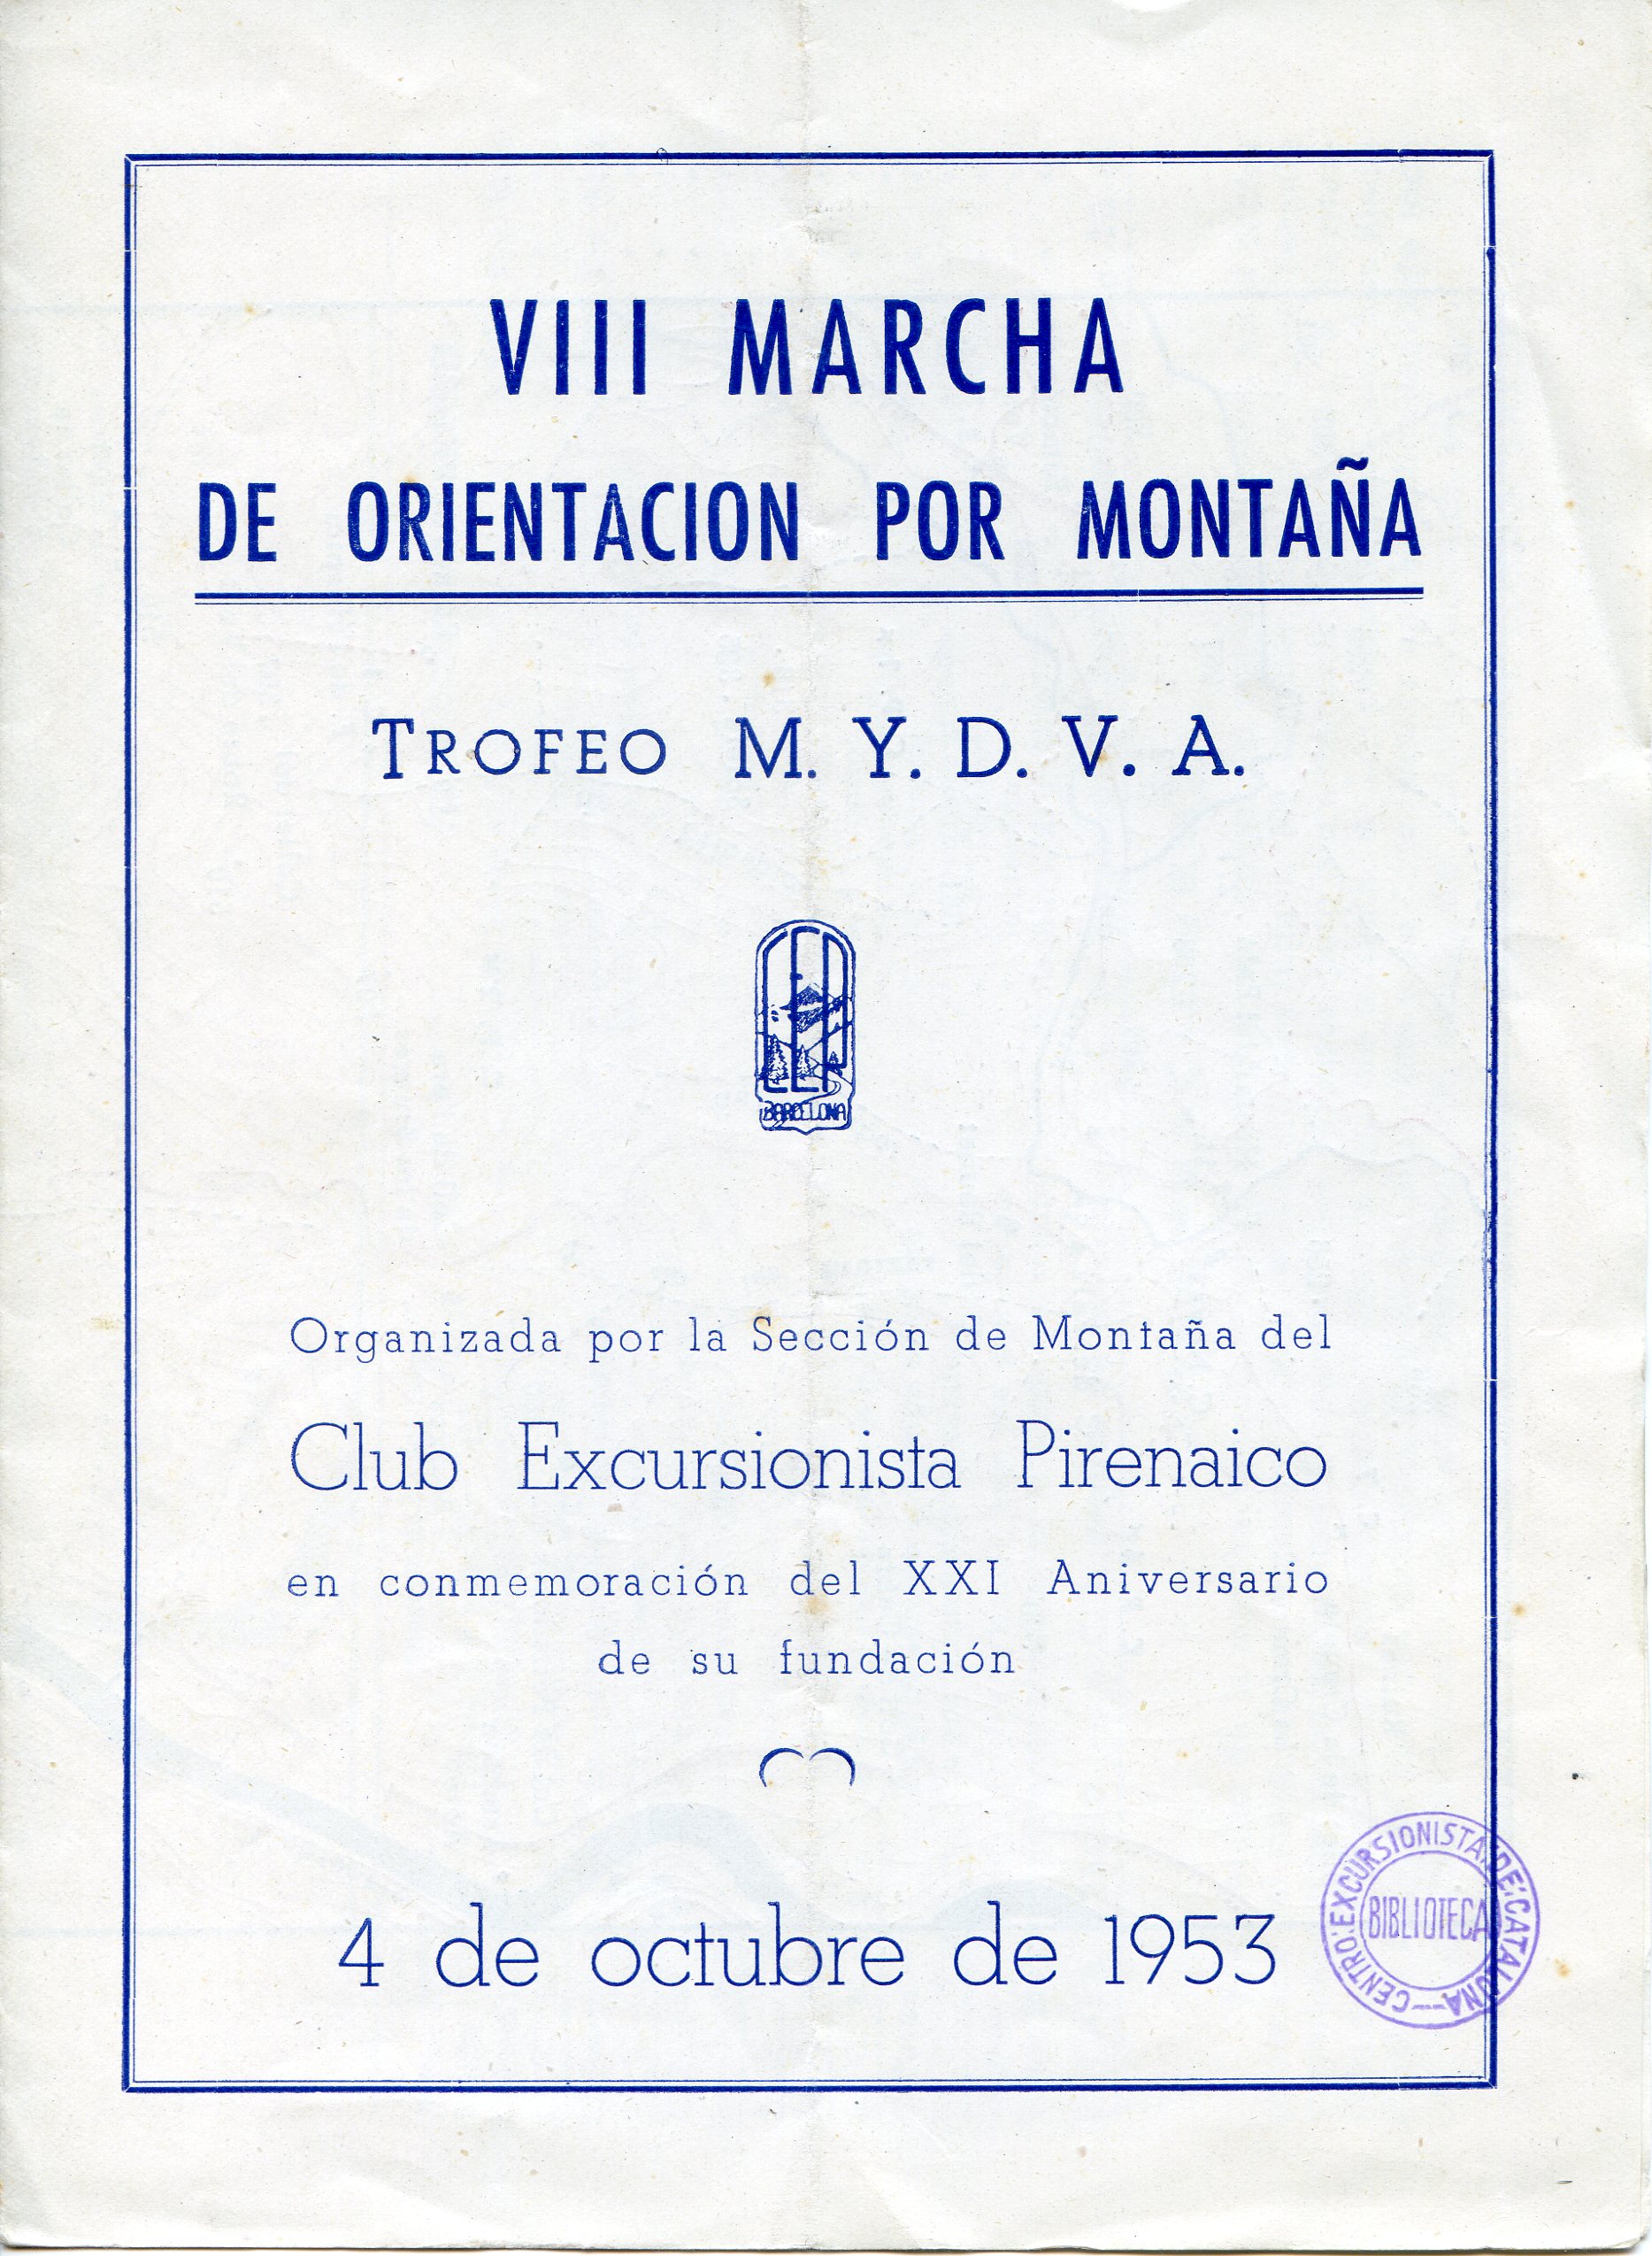 VIII MARCHA
DE ORIENTACION POR MONTAÑA
TROFEO M. Y. D. V. A.
CEP
BARCELONA
Organizada por la Sección de Montaña del
Club Excursionista Pirenaico
en conmemoración del XXI Aniversario
de su fundación
4 de octubre de 1953
CENTRO EXCURSIONISTA DE CATALUÑA
BIBLIOTECA